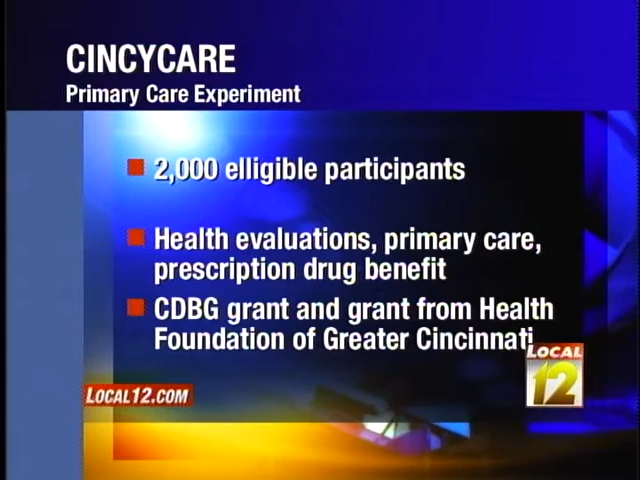 CINCYCARE
Primary Care Experiment
2,000 elligible participants
Health evaluations, primary care,
prescription drug benefit
CDBG grant and grant from Health
Foundation of Greater Cincinnati
LOCAL
12
LOCAL12.COM